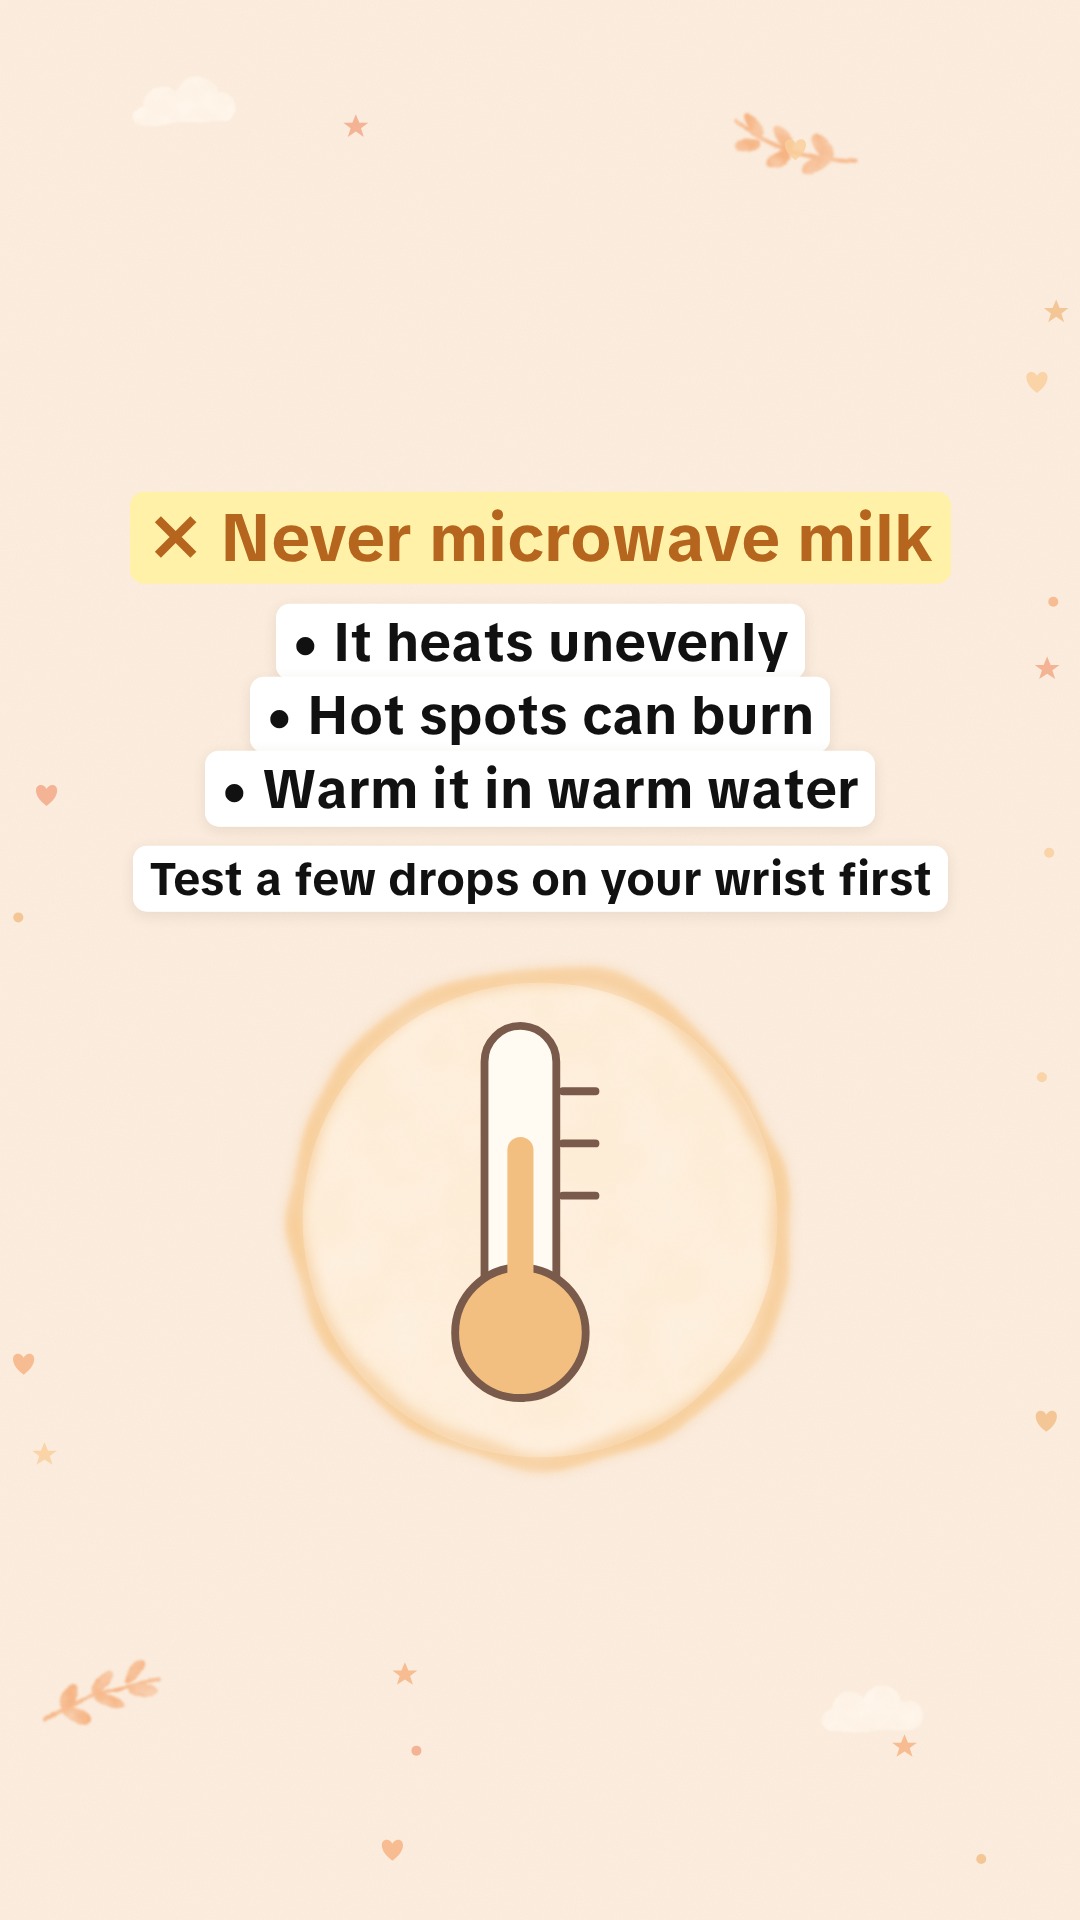 ✕ Never microwave milk
• It heats unevenly
• Hot spots can burn
• Warm it in warm water
Test a few drops on your wrist first